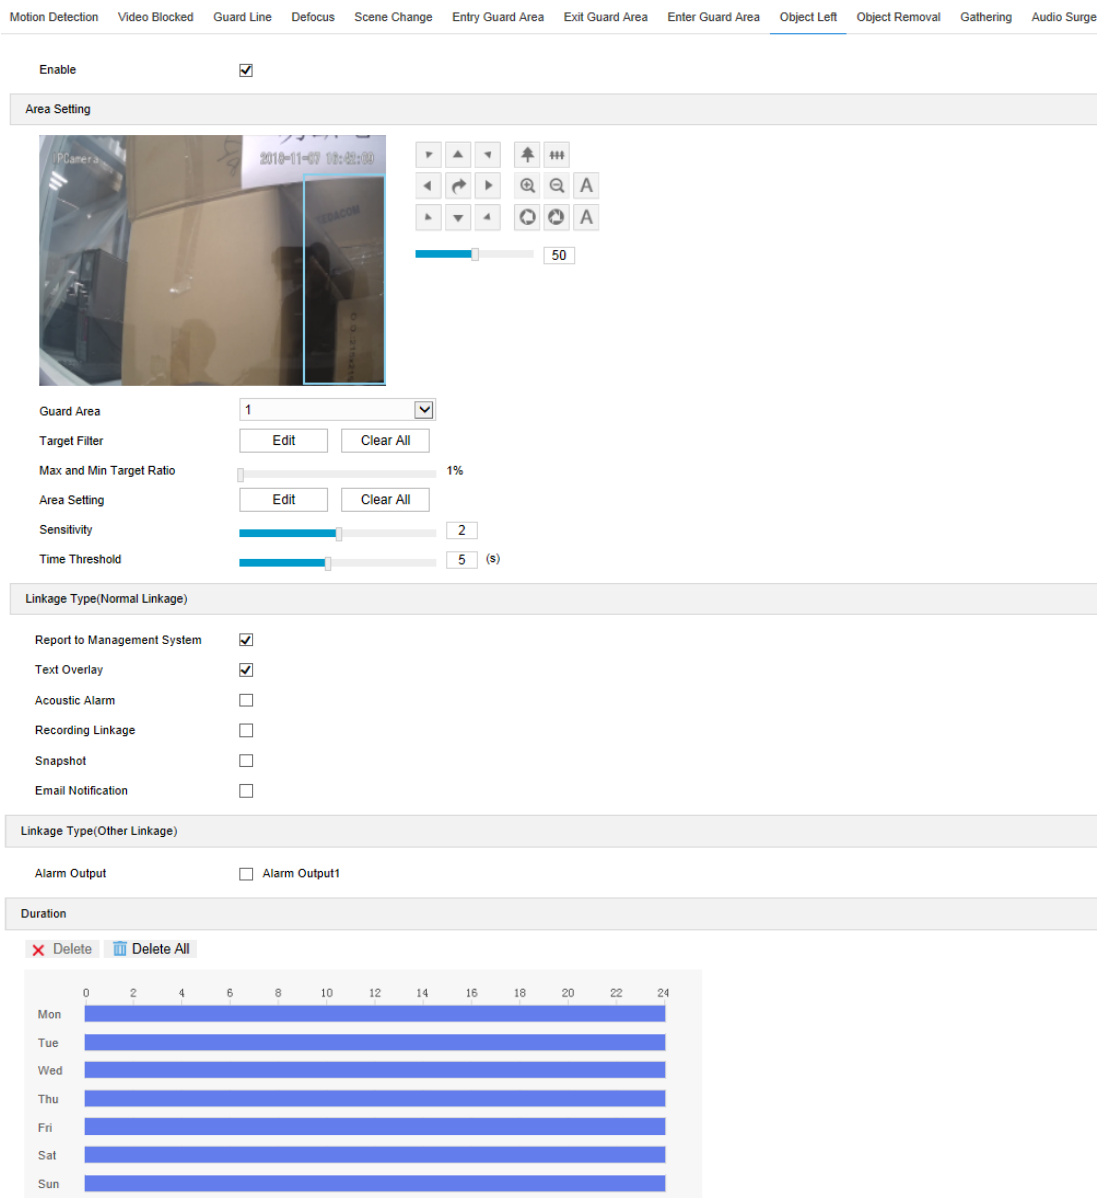 Motion Detection Video Blocked Guard Line Defocus Scene Change Entry Guard Area Exit Guard Area Enter Guard Area Object Left Object Removal Gathering Audio Surge
Enable
Area Setting
IPCamera
2018-11-07 16:42:09
50
Guard Area 1
Target Filter Edit Clear All
Max and Min Target Ratio 1%
Area Setting Edit Clear All
Sensitivity 2
Time Threshold 5 (s)
Linkage Type(Normal Linkage)
Report to Management System
Text Overlay
Acoustic Alarm
Recording Linkage
Snapshot
Email Notification
Linkage Type(Other Linkage)
Alarm Output Alarm Output1
Duration
Delete Delete All
0 2 4 6 8 10 12 14 16 18 20 22 24
Mon
Tue
Wed
Thu
Fri
Sat
Sun